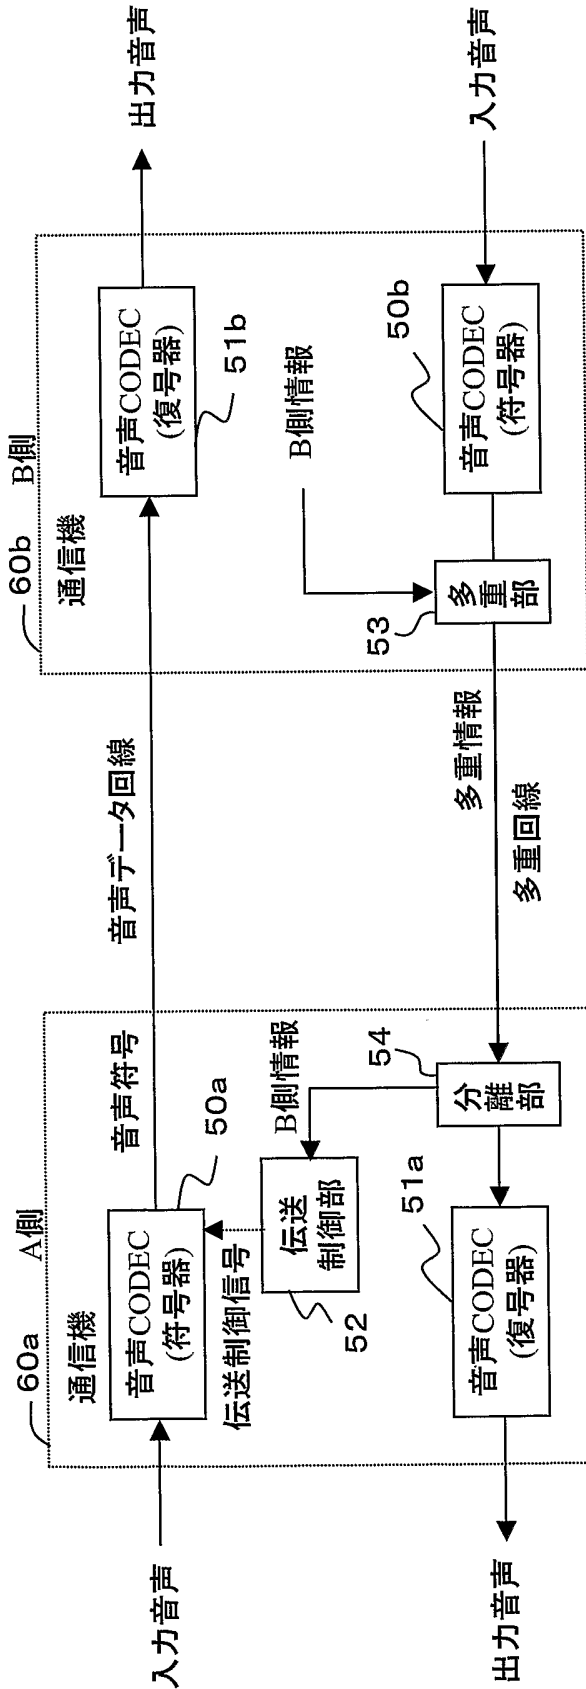 60a
A側
通信機
入力音声
音声CODEC
(符号器)
50a
音声符号
音声データ回線
60b
B側
通信機
音声CODEC
(復号器)
51b
出力音声
伝送制御信号
伝送
制御部
52
B側情報
54
分離部
音声CODEC
(復号器)
51a
出力音声
多重情報
多重回線
53
多重部
B側情報
音声CODEC
(符号器)
50b
入力音声